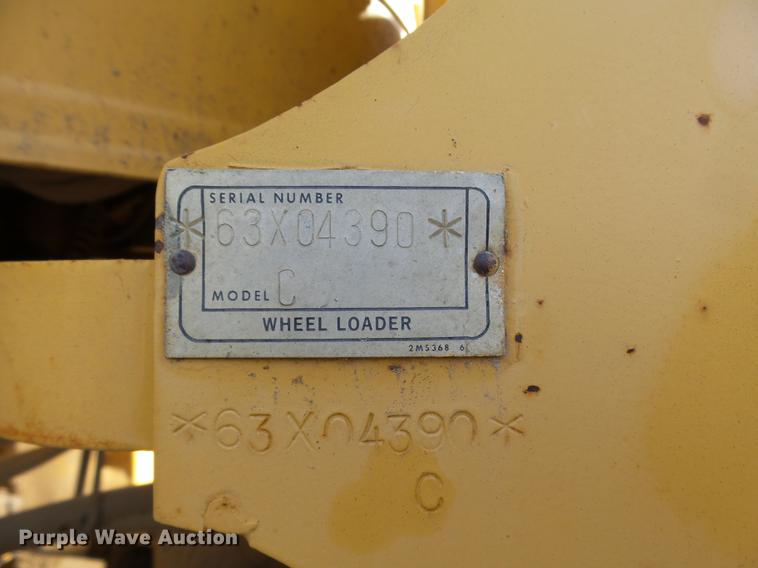 SERIAL NUMBER
*63X04390*
MODEL C
WHEEL LOADER
2M5368 6
*63X04390*
C
Purple Wave Auction